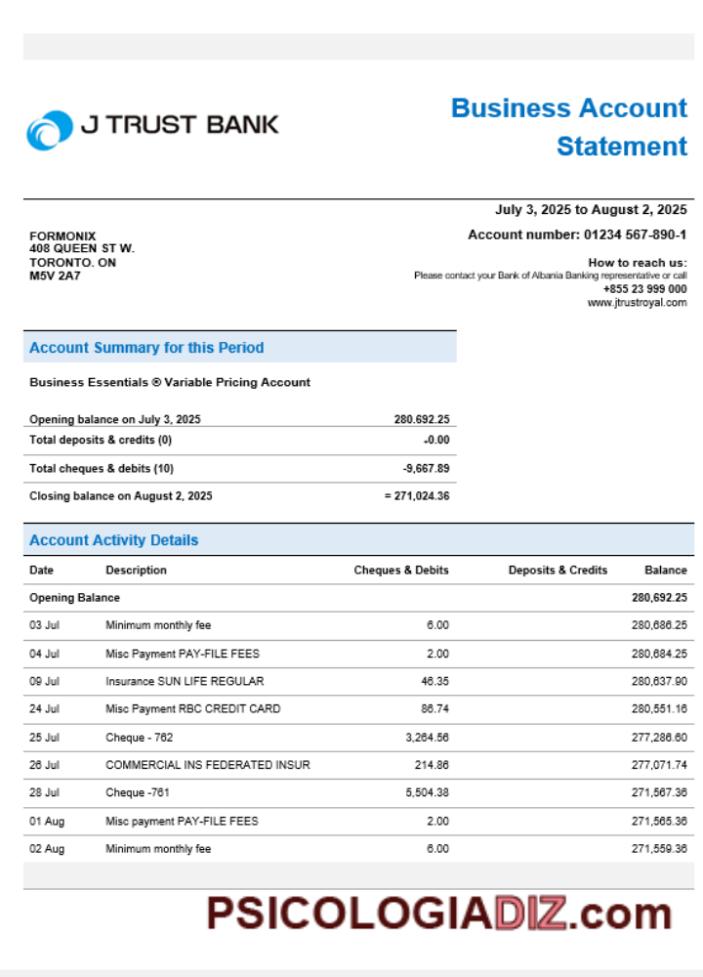 J TRUST BANK
Business Account
Statement
July 3, 2025 to August 2, 2025
FORMONIX
408 QUEEN ST W.
TORONTO. ON
M5V 2A7
Account number: 01234 567-890-1
How to reach us:
Please contact your Bank of Albania Banking representative or call
+855 23 999 000
www.jtrustroyal.com
Account Summary for this Period
Business Essentials ® Variable Pricing Account
Opening balance on July 3, 2025 280.692.25
Total deposits & credits (0) -0.00
Total cheques & debits (10) -9,667.89
Closing balance on August 2, 2025 = 271,024.36
Account Activity Details
Date Description Cheques & Debits Deposits & Credits Balance
Opening Balance 280,692.25
03 Jul Minimum monthly fee 6.00 280,686.25
04 Jul Misc Payment PAY-FILE FEES 2.00 280,684.25
09 Jul Insurance SUN LIFE REGULAR 46.35 280,637.90
24 Jul Misc Payment RBC CREDIT CARD 86.74 280,551.16
25 Jul Cheque - 762 3,264.56 277,286.60
26 Jul COMMERCIAL INS FEDERATED INSUR 214.86 277,071.74
28 Jul Cheque -761 5,504.38 271,567.36
01 Aug Misc payment PAY-FILE FEES 2.00 271,565.36
02 Aug Minimum monthly fee 6.00 271,559.36
PSICOLOGIADIZ.com